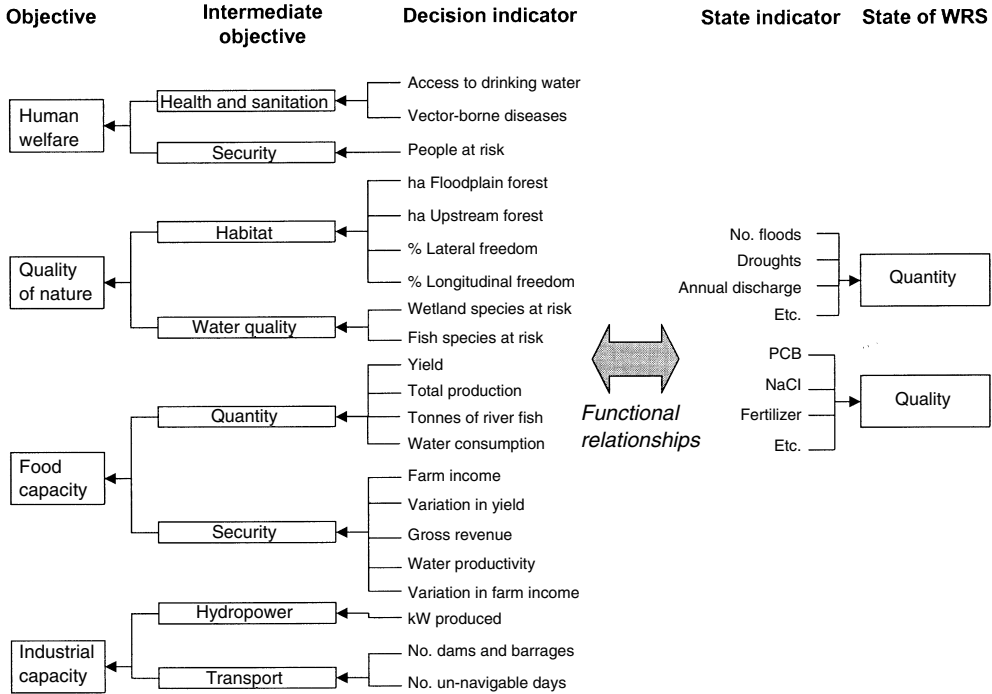 Objective
Intermediate
objective
Decision indicator
State indicator
State of WRS
Human
welfare
Health and sanitation
Access to drinking water
Vector-borne diseases
Security
People at risk
Quality
of nature
Habitat
ha Floodplain forest
ha Upstream forest
% Lateral freedom
% Longitudinal freedom
Water quality
Wetland species at risk
Fish species at risk
Food
capacity
Quantity
Yield
Total production
Tonnes of river fish
Water consumption
Security
Farm income
Variation in yield
Gross revenue
Water productivity
Variation in farm income
Industrial
capacity
Hydropower
kW produced
Transport
No. dams and barrages
No. un-navigable days
Functional
relationships
No. floods
Droughts
Annual discharge
Etc.
Quantity
PCB
NaCl
Fertilizer
Etc.
Quality